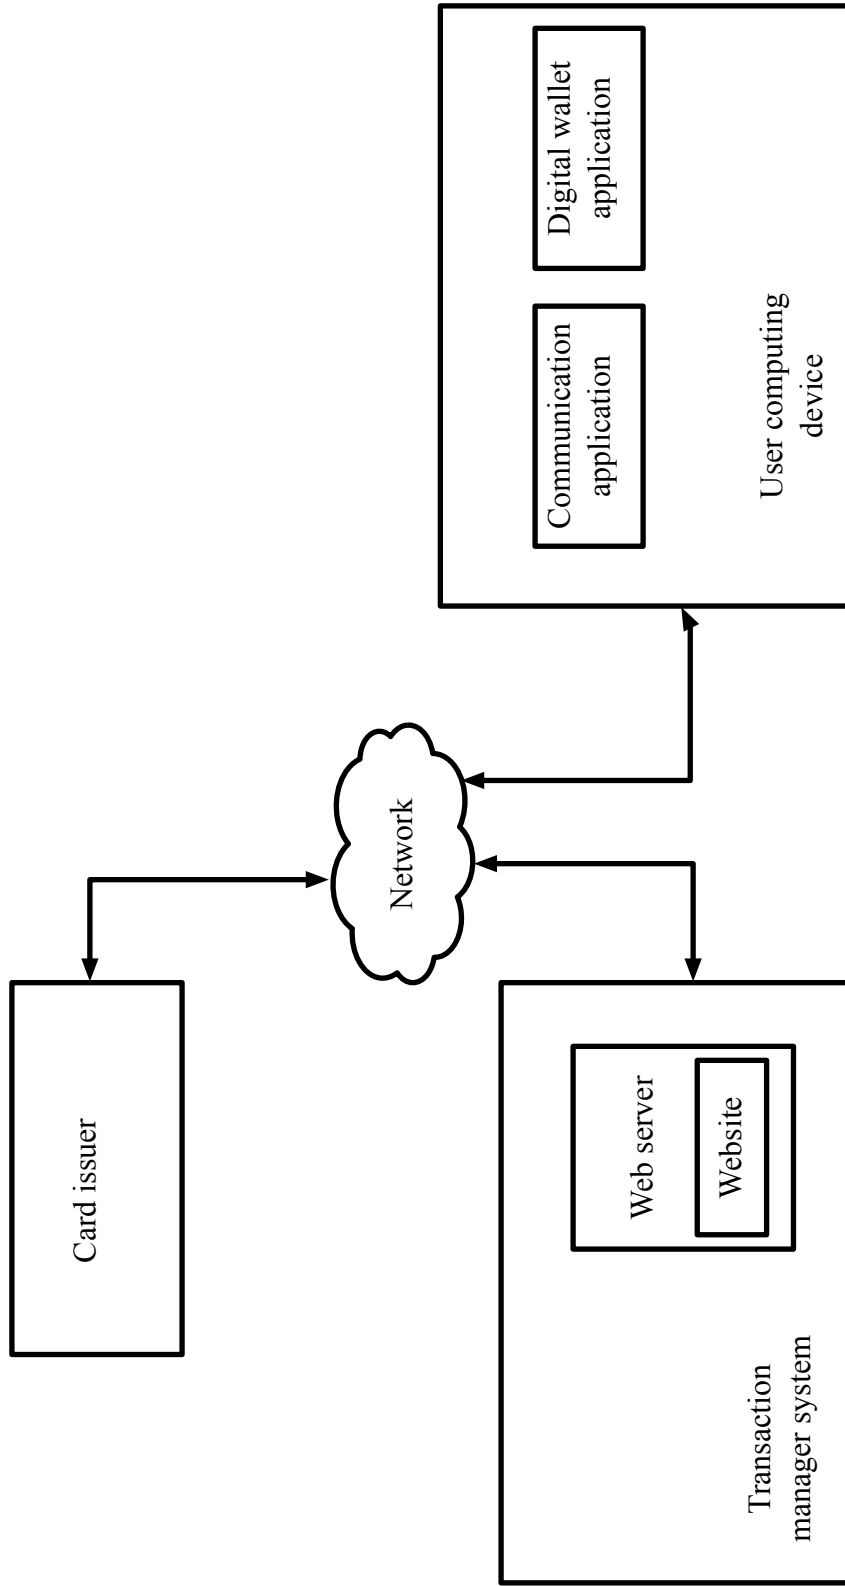 Card issuer
Network
Web server
Website
Transaction
manager system
Communication
application
Digital wallet
application
User computing
device